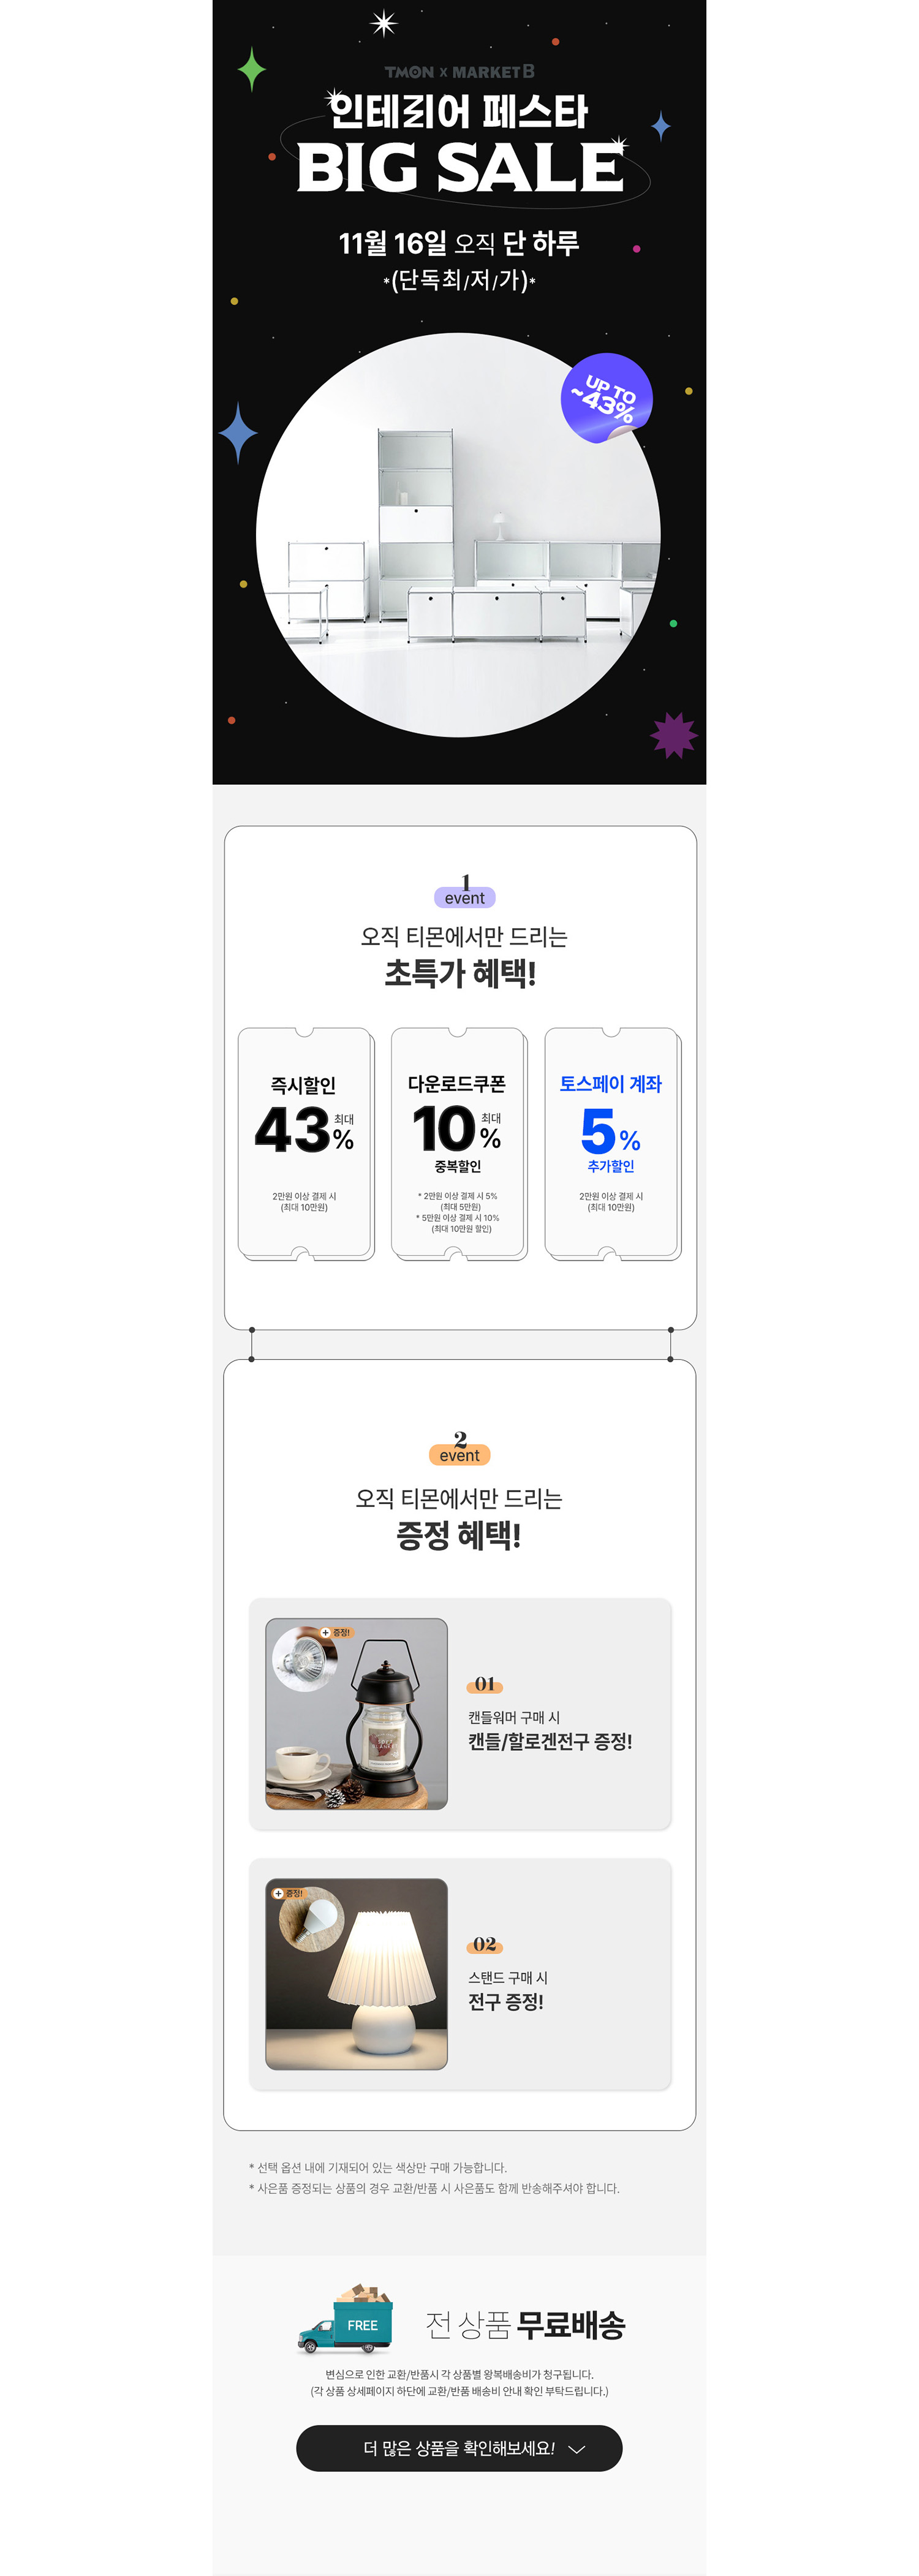 TMON X MARKET B
인테리어 페스타
BIG SALE
11월 16일 오직 단 하루
*(단독최/저/가)*
UP TO
~43%
1
event
오직 티몬에서만 드리는
초특가 혜택!
즉시할인
43 최대 %
2만원 이상 결제 시
(최대 10만원)
다운로드쿠폰
10 최대 %
중복할인
* 2만원 이상 결제 시 5%
(최대 5만원)
* 5만원 이상 결제 시 10%
(최대 10만원 할인)
토스페이 계좌
5 %
추가할인
2만원 이상 결제 시
(최대 10만원)
2
event
오직 티몬에서만 드리는
증정 혜택!
+ 증정!
01
캔들워머 구매 시
캔들/할로겐전구 증정!
+ 증정!
02
스탠드 구매 시
전구 증정!
* 선택 옵션 내에 기재되어 있는 색상만 구매 가능합니다.
* 사은품 증정되는 상품의 경우 교환/반품 시 사은품도 함께 반송해주셔야 합니다.
FREE
전 상품 무료배송
변심으로 인한 교환/반품시 각 상품별 왕복배송비가 청구됩니다.
(각 상품 상세페이지 하단에 교환/반품 배송비 안내 확인 부탁드립니다.)
더 많은 상품을 확인해보세요!